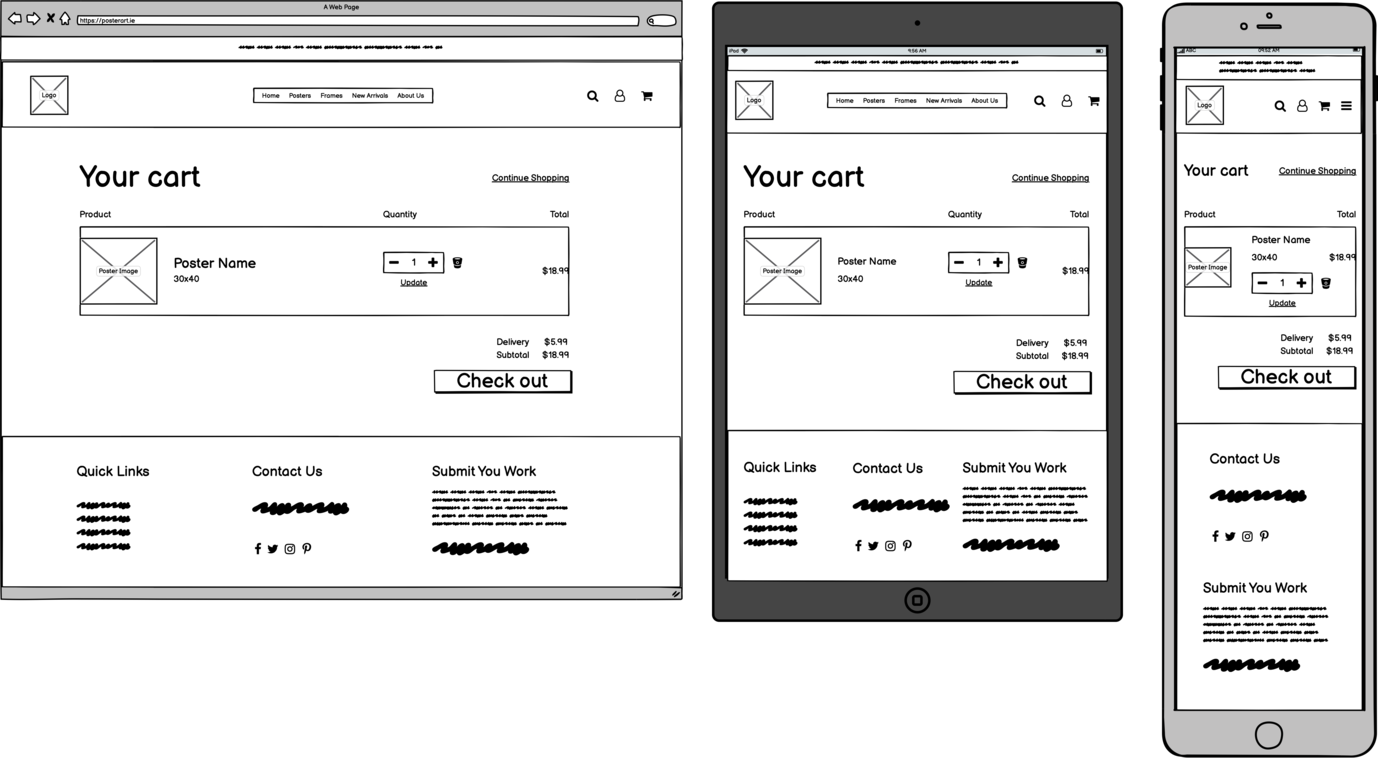 A Web Page
https://posterart.ie
Logo
Home Posters Frames New Arrivals About Us
Your cart
Continue Shopping
Product Quantity Total
Poster Image
Poster Name
30x40
1
Update
$18.99
Delivery $5.99
Subtotal $18.99
Check out
Quick Links
Contact Us
Submit You Work
iPad
9:56 AM
Logo
Home Posters Frames New Arrivals About Us
Your cart
Continue Shopping
Product Quantity Total
Poster Image
Poster Name
30x40
1
Update
$18.99
Delivery $5.99
Subtotal $18.99
Check out
Quick Links
Contact Us
Submit You Work
ABC
09:52 AM
Logo
Your cart
Continue Shopping
Product Total
Poster Image
Poster Name
30x40
$18.99
1
Update
Delivery $5.99
Subtotal $18.99
Check out
Contact Us
Submit You Work